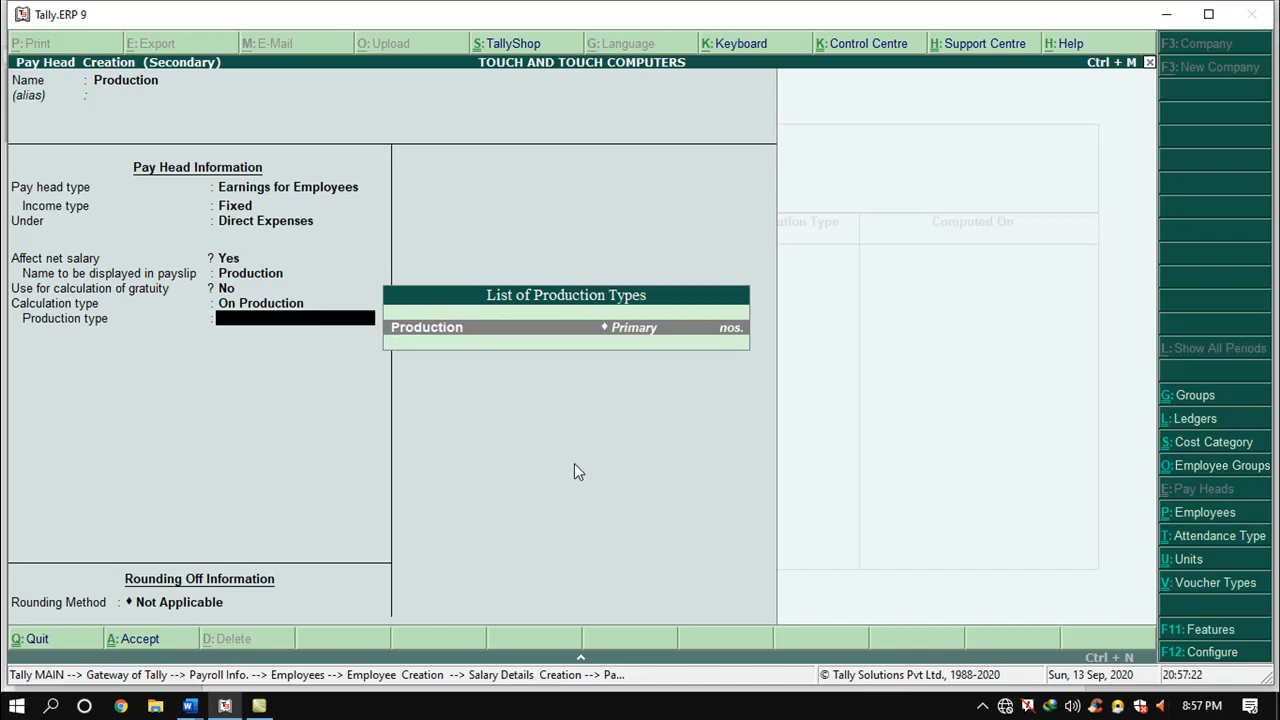 Tally.ERP 9
P: Print E: Export M: E-Mail O: Upload S: TallyShop G: Language K: Keyboard K: Control Centre H: Support Centre H: Help F3: Company
Pay Head Creation (Secondary) TOUCH AND TOUCH COMPUTERS Ctrl + M F3: New Company
Name : Production
(alias) :
Pay Head Information
Pay head type : Earnings for Employees
Income type : Fixed
Under : Direct Expenses
ation Type Computed On
Affect net salary ? Yes
Name to be displayed in payslip : Production
Use for calculation of gratuity ? No
Calculation type : On Production
Production type :
List of Production Types
Production ♦ Primary nos.
L: Show All Periods
G: Groups
L: Ledgers
S: Cost Category
O: Employee Groups
E: Pay Heads
P: Employees
T: Attendance Type
U: Units
V: Voucher Types
F11: Features
F12: Configure
Rounding Off Information
Rounding Method : ♦ Not Applicable
Q: Quit A: Accept D: Delete
Ctrl + N
Tally MAIN --> Gateway of Tally --> Payroll Info. --> Employees --> Employee Creation --> Salary Details Creation --> Pa... © Tally Solutions Pvt Ltd., 1988-2020 Sun, 13 Sep, 2020 20:57:22
8:57 PM